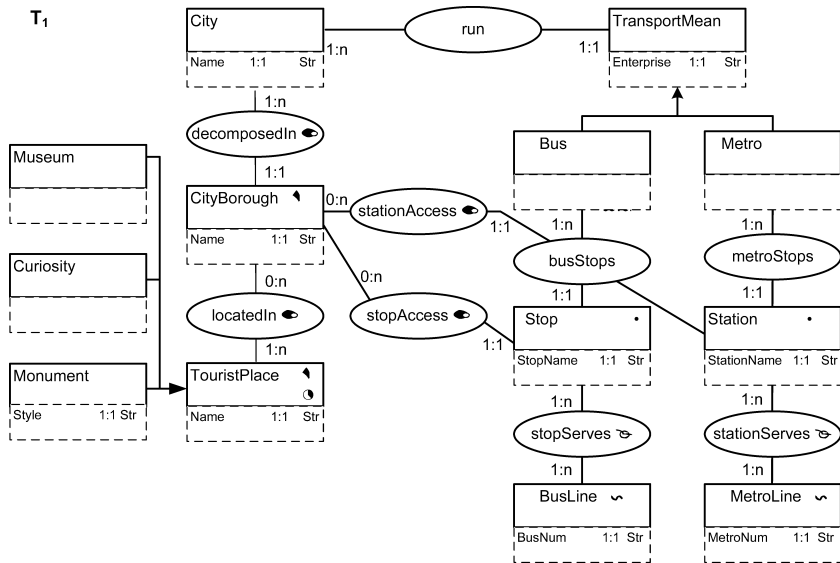 T1
City
Name 1:1 Str
1:n
run
1:1
TransportMean
Enterprise 1:1 Str
1:n
decomposedIn
1:1
Museum
Bus
Metro
CityBorough
Name 1:1 Str
0:n
stationAccess
1:1
1:n
busStops
1:1
1:n
metroStops
1:1
Curiosity
0:n
locatedIn
1:n
0:n
stopAccess
1:1
Stop
StopName 1:1 Str
Station
StationName 1:1 Str
Monument
Style 1:1 Str
TouristPlace
Name 1:1 Str
1:n
stopServes
1:n
1:n
stationServes
1:n
BusLine
BusNum 1:1 Str
MetroLine
MetroNum 1:1 Str